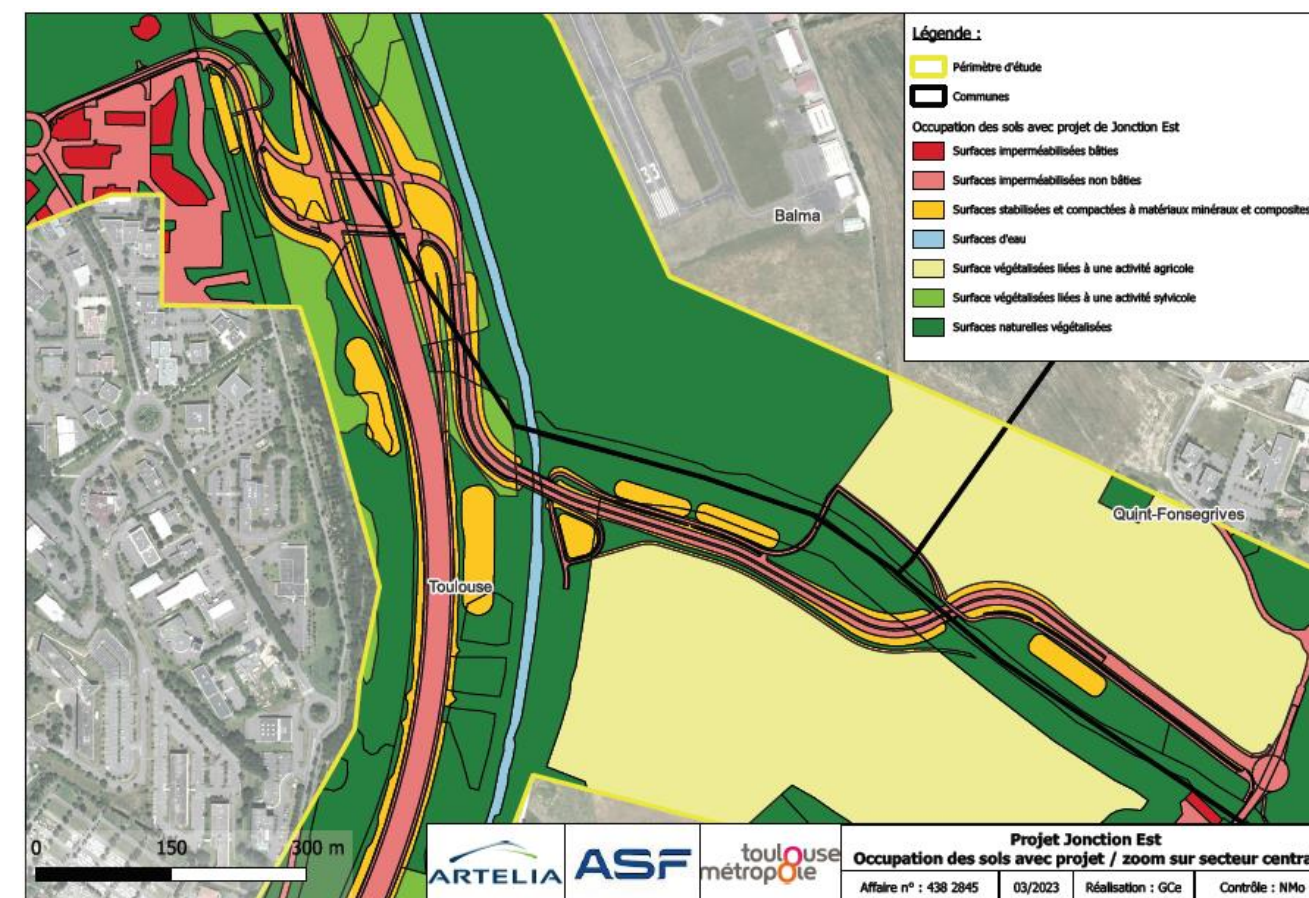 Légende :
Périmètre d'étude
Communes
Occupation des sols avec projet de Jonction Est
Surfaces imperméabilisées bâties
Surfaces imperméabilisées non bâties
Surfaces stabilisées et compactées à matériaux minéraux et composites
Surfaces d'eau
Surface végétalisées liées à une activité agricole
Surface végétalisées liées à une activité sylvicole
Surfaces naturelles végétalisées
33
Balma
Quint-Fonsegrives
Toulouse
0 150 300 m
ARTELIA
ASF
toulouse
métropole
Projet Jonction Est
Occupation des sols avec projet / zoom sur secteur centra
Affaire n° : 438 2845
03/2023
Réalisation : GCe
Contrôle : NMo